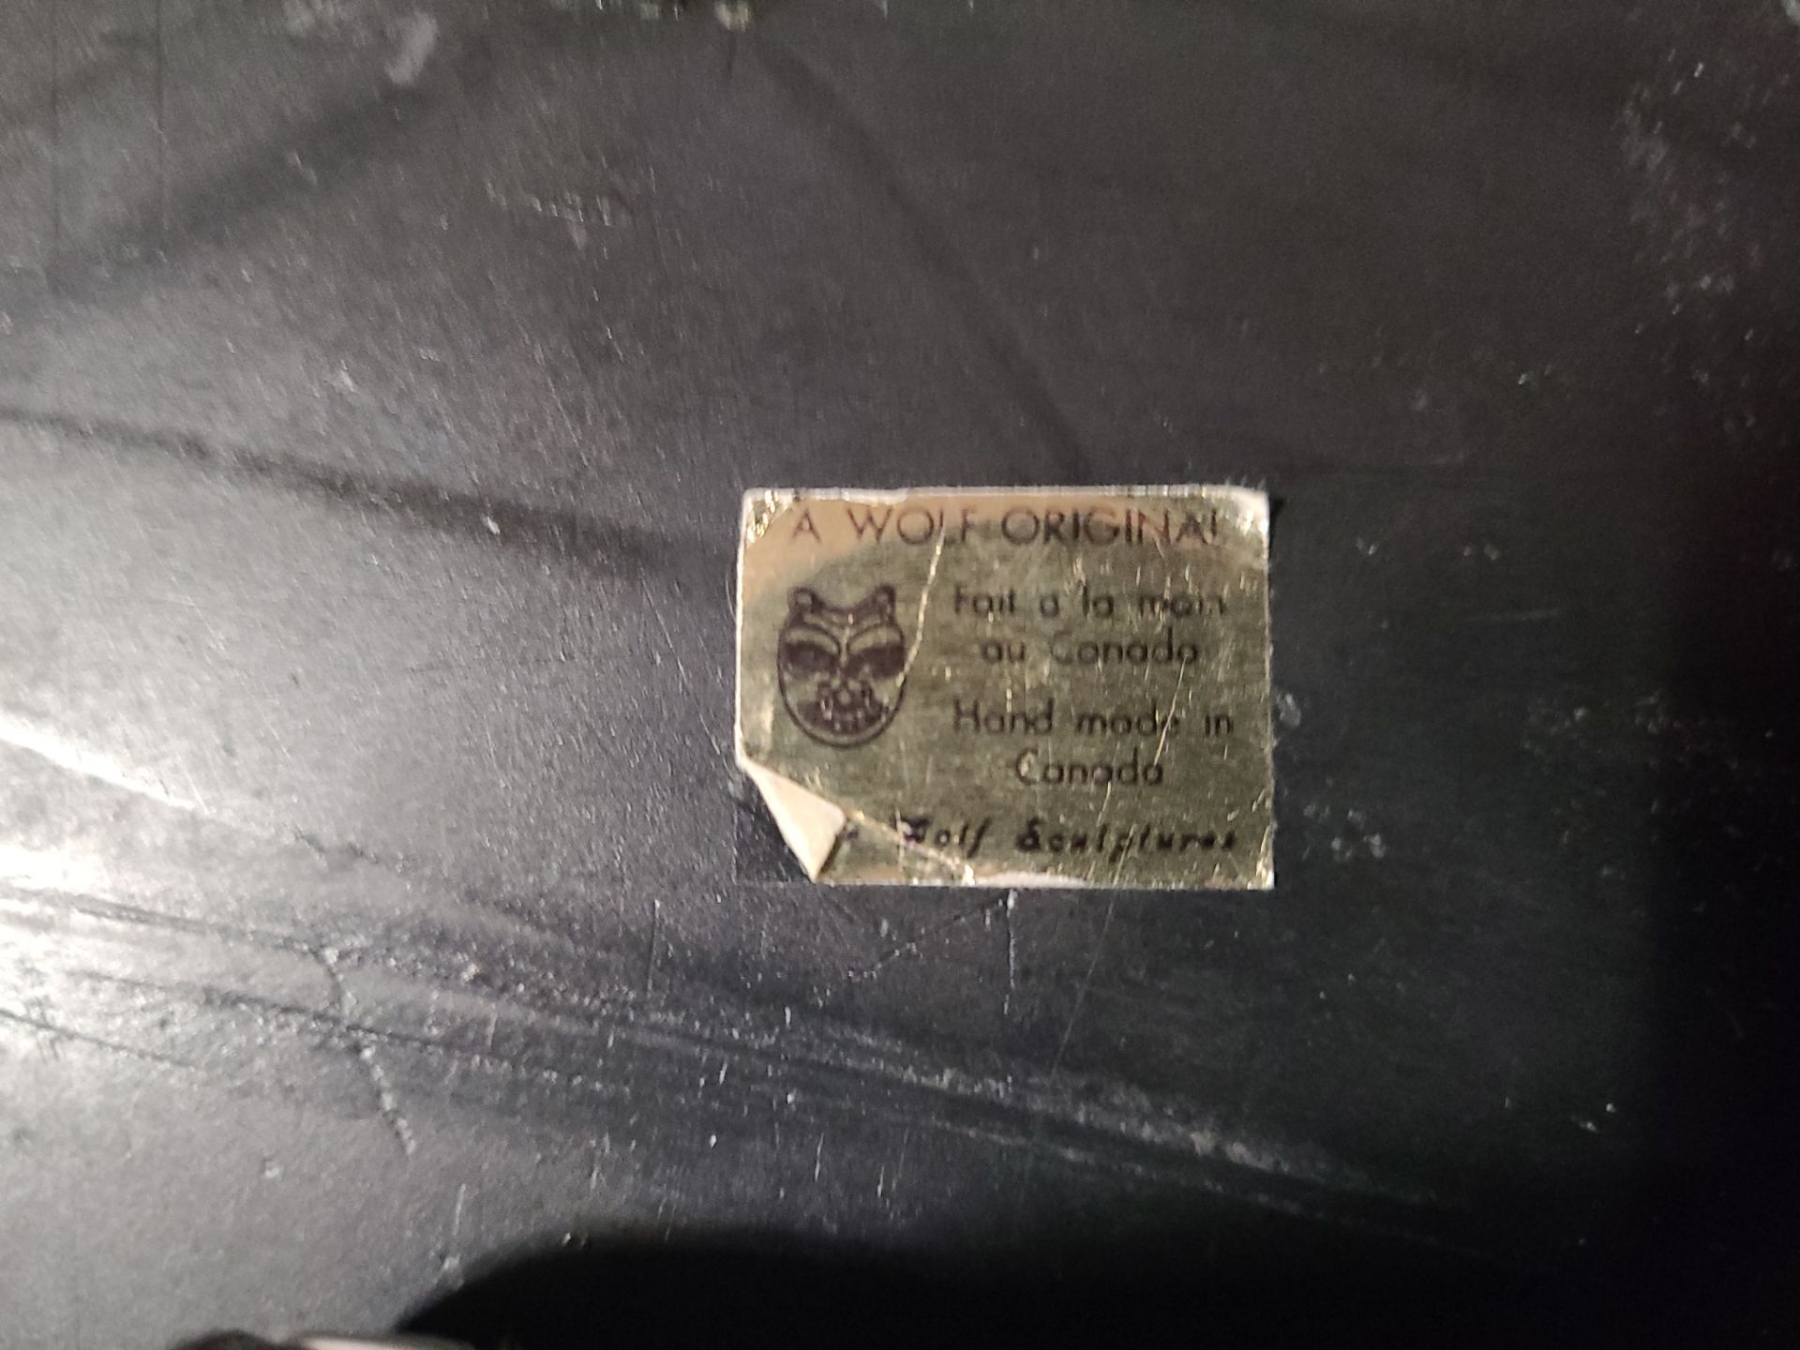 A WOLF ORIGINAL
Fait a la main
au Canada
Hand made in
Canada
Wolf Sculptures